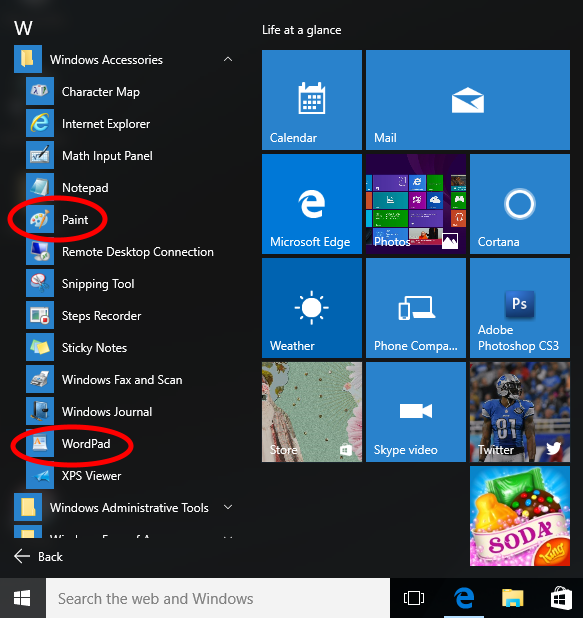 W
Life at a glance
Windows Accessories
Character Map
Internet Explorer
Math Input Panel
Notepad
Paint
Remote Desktop Connection
Snipping Tool
Steps Recorder
Sticky Notes
Windows Fax and Scan
Windows Journal
WordPad
XPS Viewer
Windows Administrative Tools
Back
Calendar
Mail
Microsoft Edge
Photos
Cortana
Weather
Phone Compa...
Ps
Adobe
Photoshop CS3
Store
Skype video
81
Twitter
SODA
King
Search the web and Windows